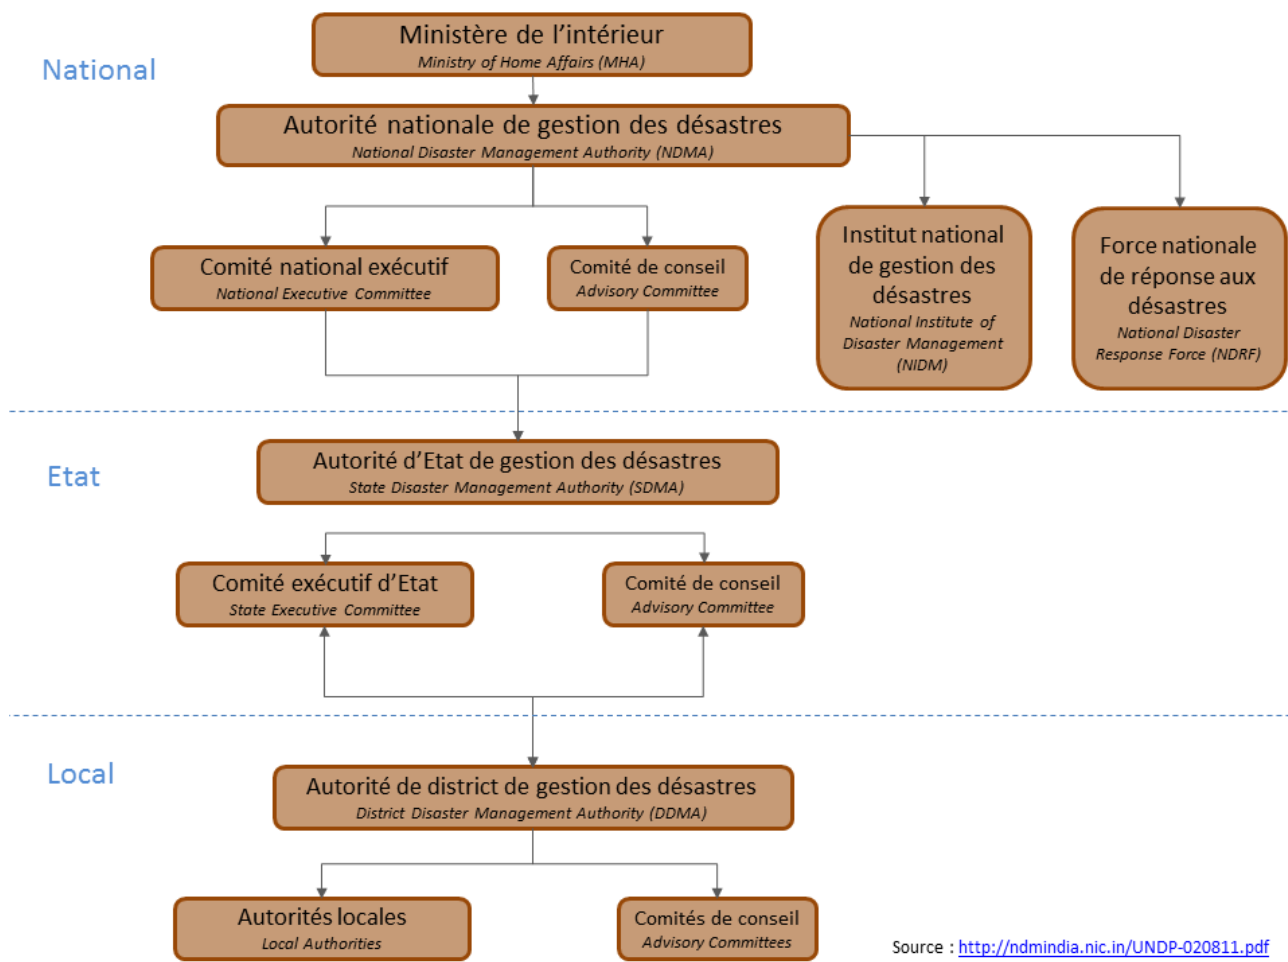 National
Ministère de l’intérieur
Ministry of Home Affairs (MHA)
Autorité nationale de gestion des désastres
National Disaster Management Authority (NDMA)
Comité national exécutif
National Executive Committee
Comité de conseil
Advisory Committee
Institut national
de gestion des
désastres
National Institute of
Disaster Management
(NIDM)
Force nationale
de réponse aux
désastres
National Disaster
Response Force (NDRF)
Etat
Autorité d’Etat de gestion des désastres
State Disaster Management Authority (SDMA)
Comité exécutif d’Etat
State Executive Committee
Comité de conseil
Advisory Committee
Local
Autorité de district de gestion des désastres
District Disaster Management Authority (DDMA)
Autorités locales
Local Authorities
Comités de conseil
Advisory Committees
Source : http://ndmindia.nic.in/UNDP-020811.pdf